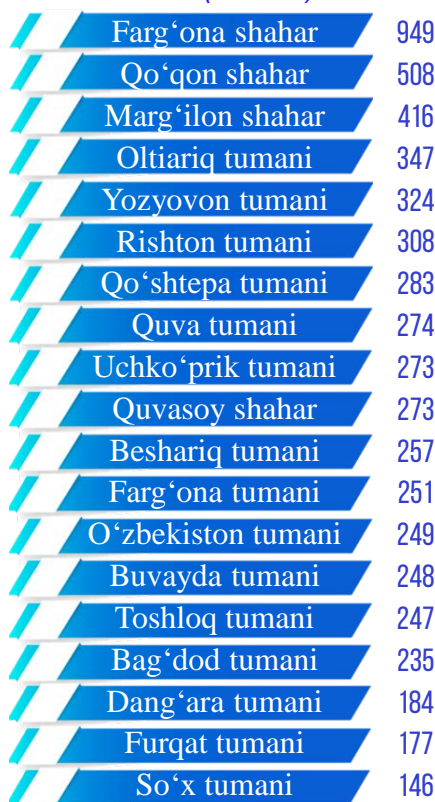 Farg‘ona shahar 949
Qo‘qon shahar 508
Marg‘ilon shahar 416
Oltiariq tumani 347
Yozyovon tumani 324
Rishton tumani 308
Qo‘shtepa tumani 283
Quva tumani 274
Uchko‘prik tumani 273
Quvasoy shahar 273
Beshariq tumani 257
Farg‘ona tumani 251
O‘zbekiston tumani 249
Buvayda tumani 248
Toshloq tumani 247
Bag‘dod tumani 235
Dang‘ara tumani 184
Furqat tumani 177
So‘x tumani 146